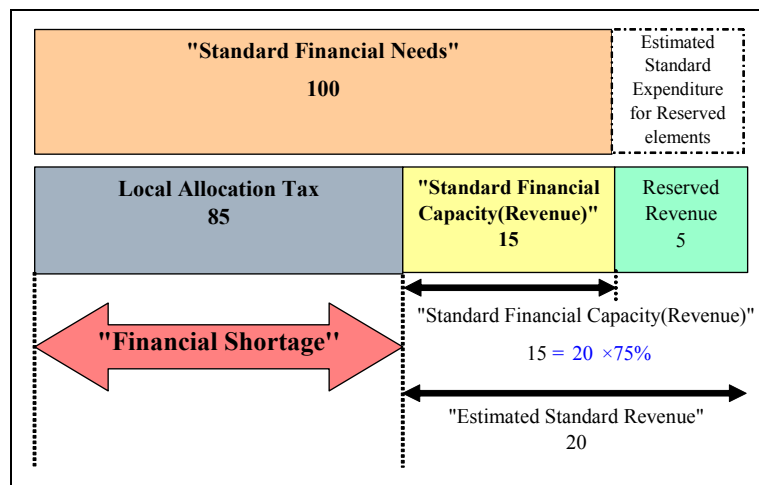 "Standard Financial Needs"
100
Estimated
Standard
Expenditure
for Reserved
elements
Local Allocation Tax
85
"Standard Financial
Capacity(Revenue)"
15
Reserved
Revenue
5
"Financial Shortage"
"Standard Financial Capacity(Revenue)"
15 = 20 ×75%
"Estimated Standard Revenue"
20